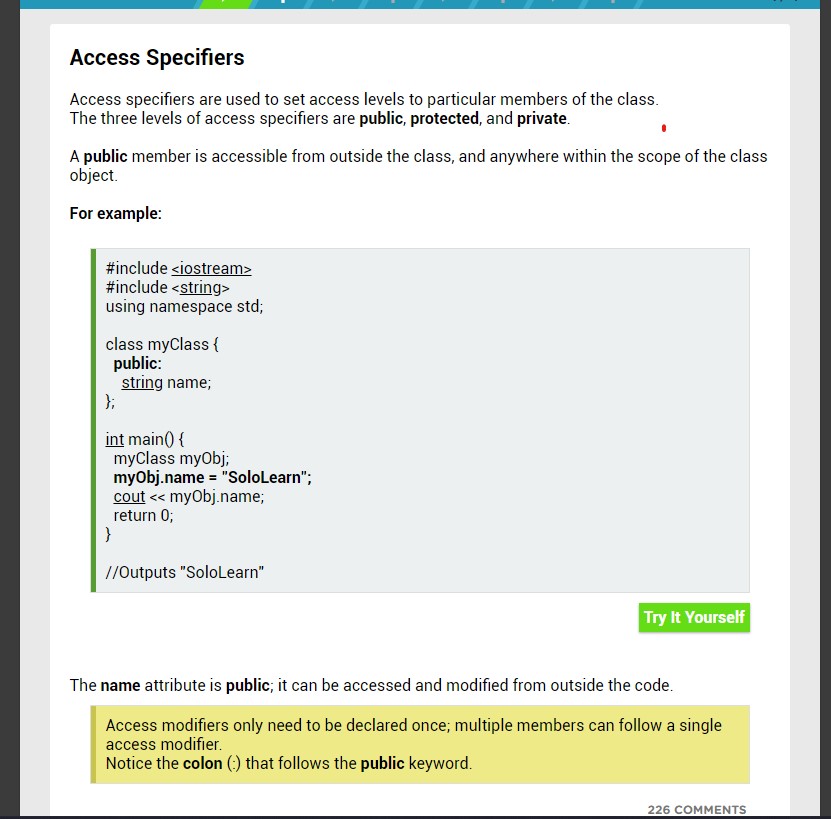 Access Specifiers
Access specifiers are used to set access levels to particular members of the class.
The three levels of access specifiers are public, protected, and private.
A public member is accessible from outside the class, and anywhere within the scope of the class
object.
For example:
#include <iostream>
#include <string>
using namespace std;
class myClass {
public:
string name;
};
int main() {
myClass myObj;
myObj.name = "SoloLearn";
cout << myObj.name;
return 0;
}
//Outputs "SoloLearn"
Try It Yourself
The name attribute is public; it can be accessed and modified from outside the code.
Access modifiers only need to be declared once; multiple members can follow a single
access modifier.
Notice the colon (:) that follows the public keyword.
226 COMMENTS